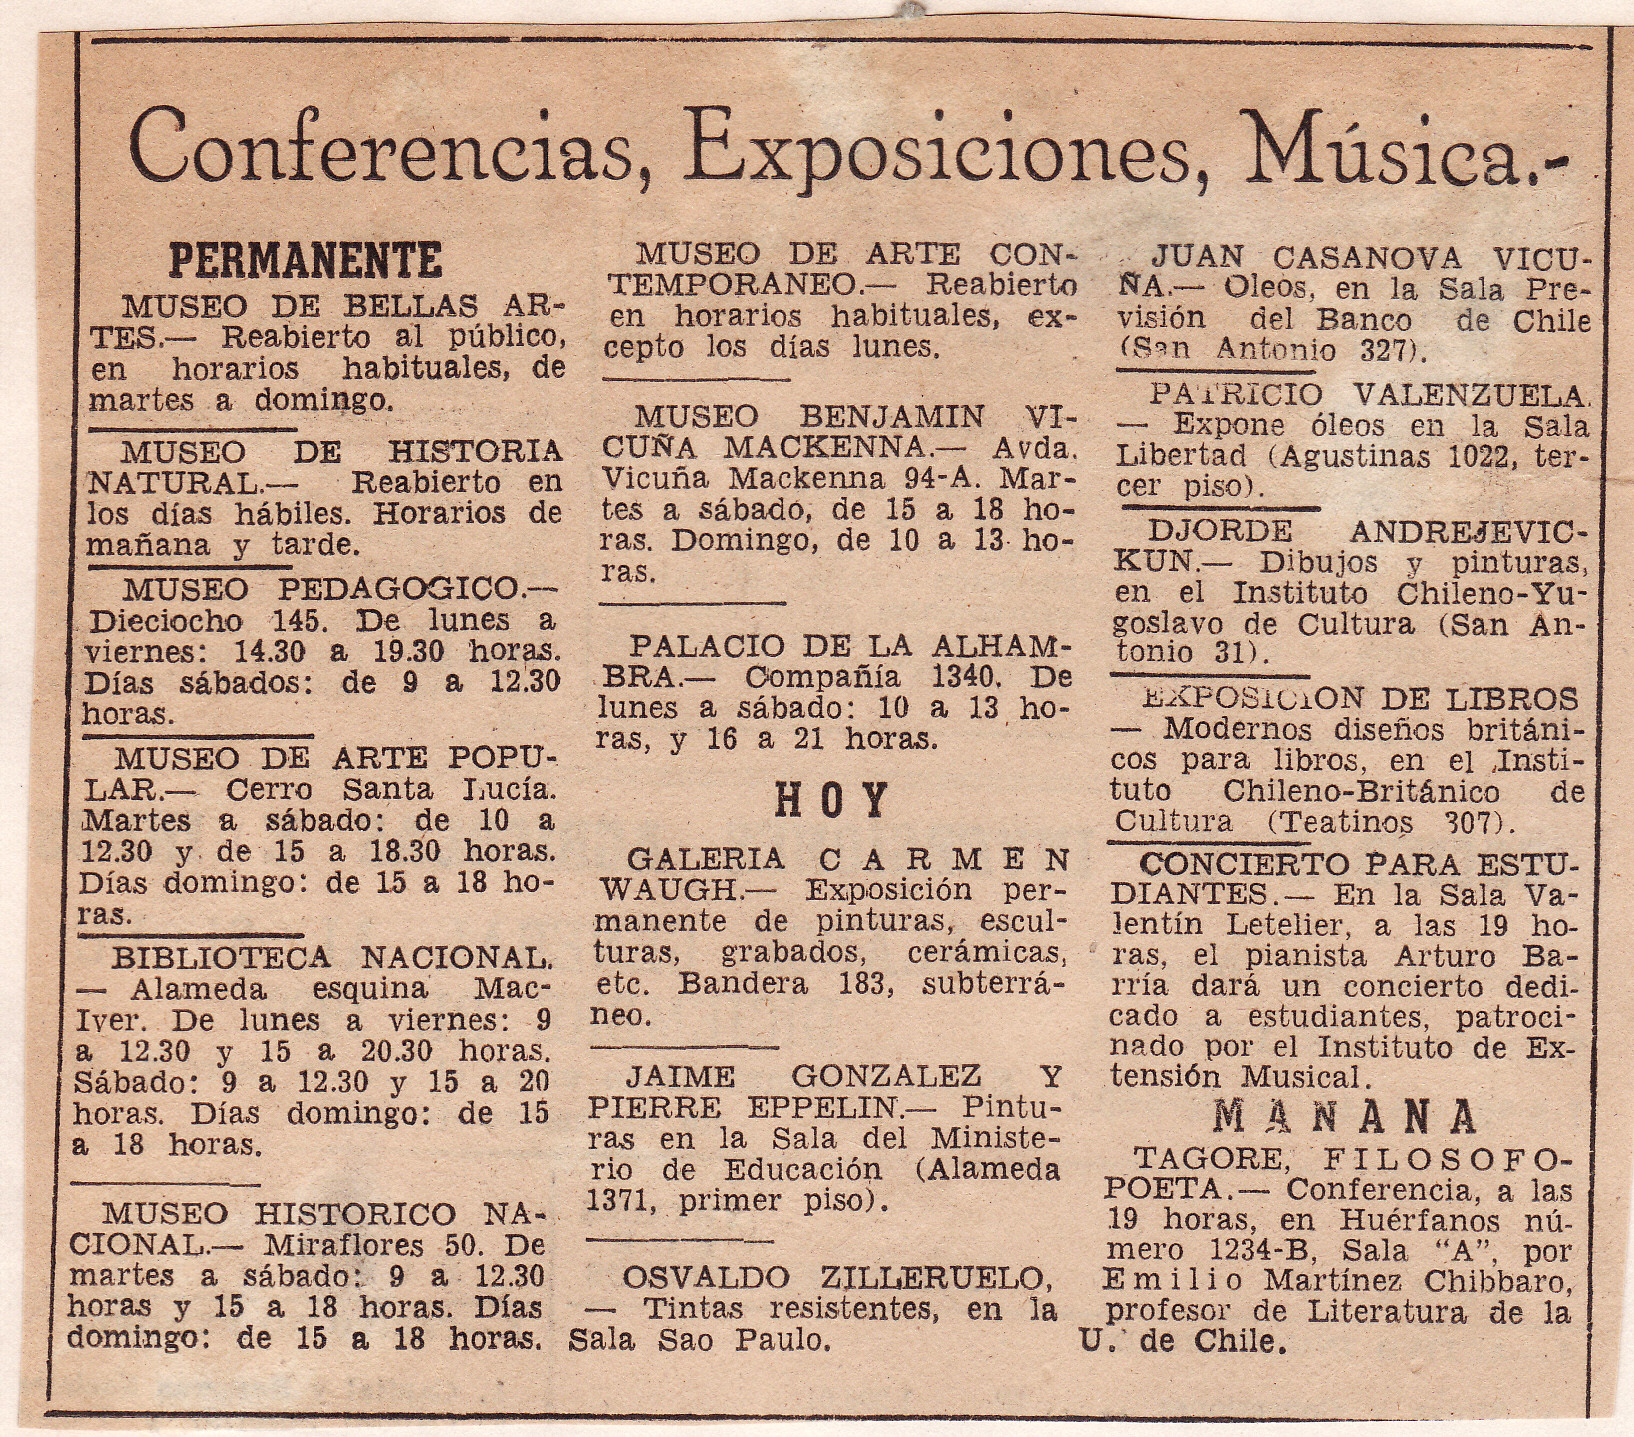 Conferencias, Exposiciones, Música.-
PERMANENTE
MUSEO DE BELLAS AR-
TES.— Reabierto al público,
en horarios habituales, de
martes a domingo.
MUSEO DE HISTORIA
NATURAL.— Reabierto en
los días hábiles. Horarios de
mañana y tarde.
MUSEO PEDAGOGICO.—
Dieciocho 145. De lunes a
viernes: 14.30 a 19.30 horas.
Días sábados: de 9 a 12.30
horas.
MUSEO DE ARTE POPU-
LAR.— Cerro Santa Lucía.
Martes a sábado: de 10 a
12.30 y de 15 a 18.30 horas.
Días domingo: de 15 a 18 ho-
ras.
BIBLIOTECA NACIONAL.
— Alameda esquina Mac-
Iver. De lunes a viernes: 9
a 12.30 y 15 a 20.30 horas.
Sábado: 9 a 12.30 y 15 a 20
horas. Días domingo: de 15
a 18 horas.
MUSEO HISTORICO NA-
CIONAL.— Miraflores 50. De
martes a sábado: 9 a 12.30
horas y 15 a 18 horas. Días
domingo: de 15 a 18 horas.
MUSEO DE ARTE CON-
TEMPORANEO.— Reabierto
en horarios habituales, ex-
cepto los días lunes.
MUSEO BENJAMIN VI-
CUÑA MACKENNA.— Avda.
Vicuña Mackenna 94-A. Mar-
tes a sábado, de 15 a 18 ho-
ras. Domingo, de 10 a 13 ho-
ras.
PALACIO DE LA ALHAM-
BRA.— Compañía 1340. De
lunes a sábado: 10 a 13 ho-
ras, y 16 a 21 horas.
HOY
GALERIA CARMEN
WAUGH.— Exposición per-
manente de pinturas, escul-
turas, grabados, cerámicas,
etc. Bandera 183, subterrá-
neo.
JAIME GONZALEZ Y
PIERRE EPPELIN.— Pintu-
ras en la Sala del Ministe-
rio de Educación (Alameda
1371, primer piso).
OSVALDO ZILLERUELO,
— Tintas resistentes, en la
Sala Sao Paulo.
JUAN CASANOVA VICU-
ÑA.— Oleos, en la Sala Pre-
visión del Banco de Chile
(San Antonio 327).
PATRICIO VALENZUELA.
— Expone óleos en la Sala
Libertad (Agustinas 1022, ter-
cer piso).
DJORDE ANDREJEVIC-
KUN.— Dibujos y pinturas,
en el Instituto Chileno-Yu-
goslavo de Cultura (San An-
tonio 31).
EXPOSICION DE LIBROS
— Modernos diseños británi-
cos para libros, en el Insti-
tuto Chileno-Británico de
Cultura (Teatinos 307).
CONCIERTO PARA ESTU-
DIANTES.— En la Sala Va-
lentín Letelier, a las 19 ho-
ras, el pianista Arturo Ba-
rría dará un concierto dedi-
cado a estudiantes, patroci-
nado por el Instituto de Ex-
tensión Musical.
MAÑANA
TAGORE, FILOSOFO-
POETA.— Conferencia, a las
19 horas, en Huérfanos nú-
mero 1234-B, Sala “A”, por
Emilio Martínez Chibbaro,
profesor de Literatura de la
U. de Chile.